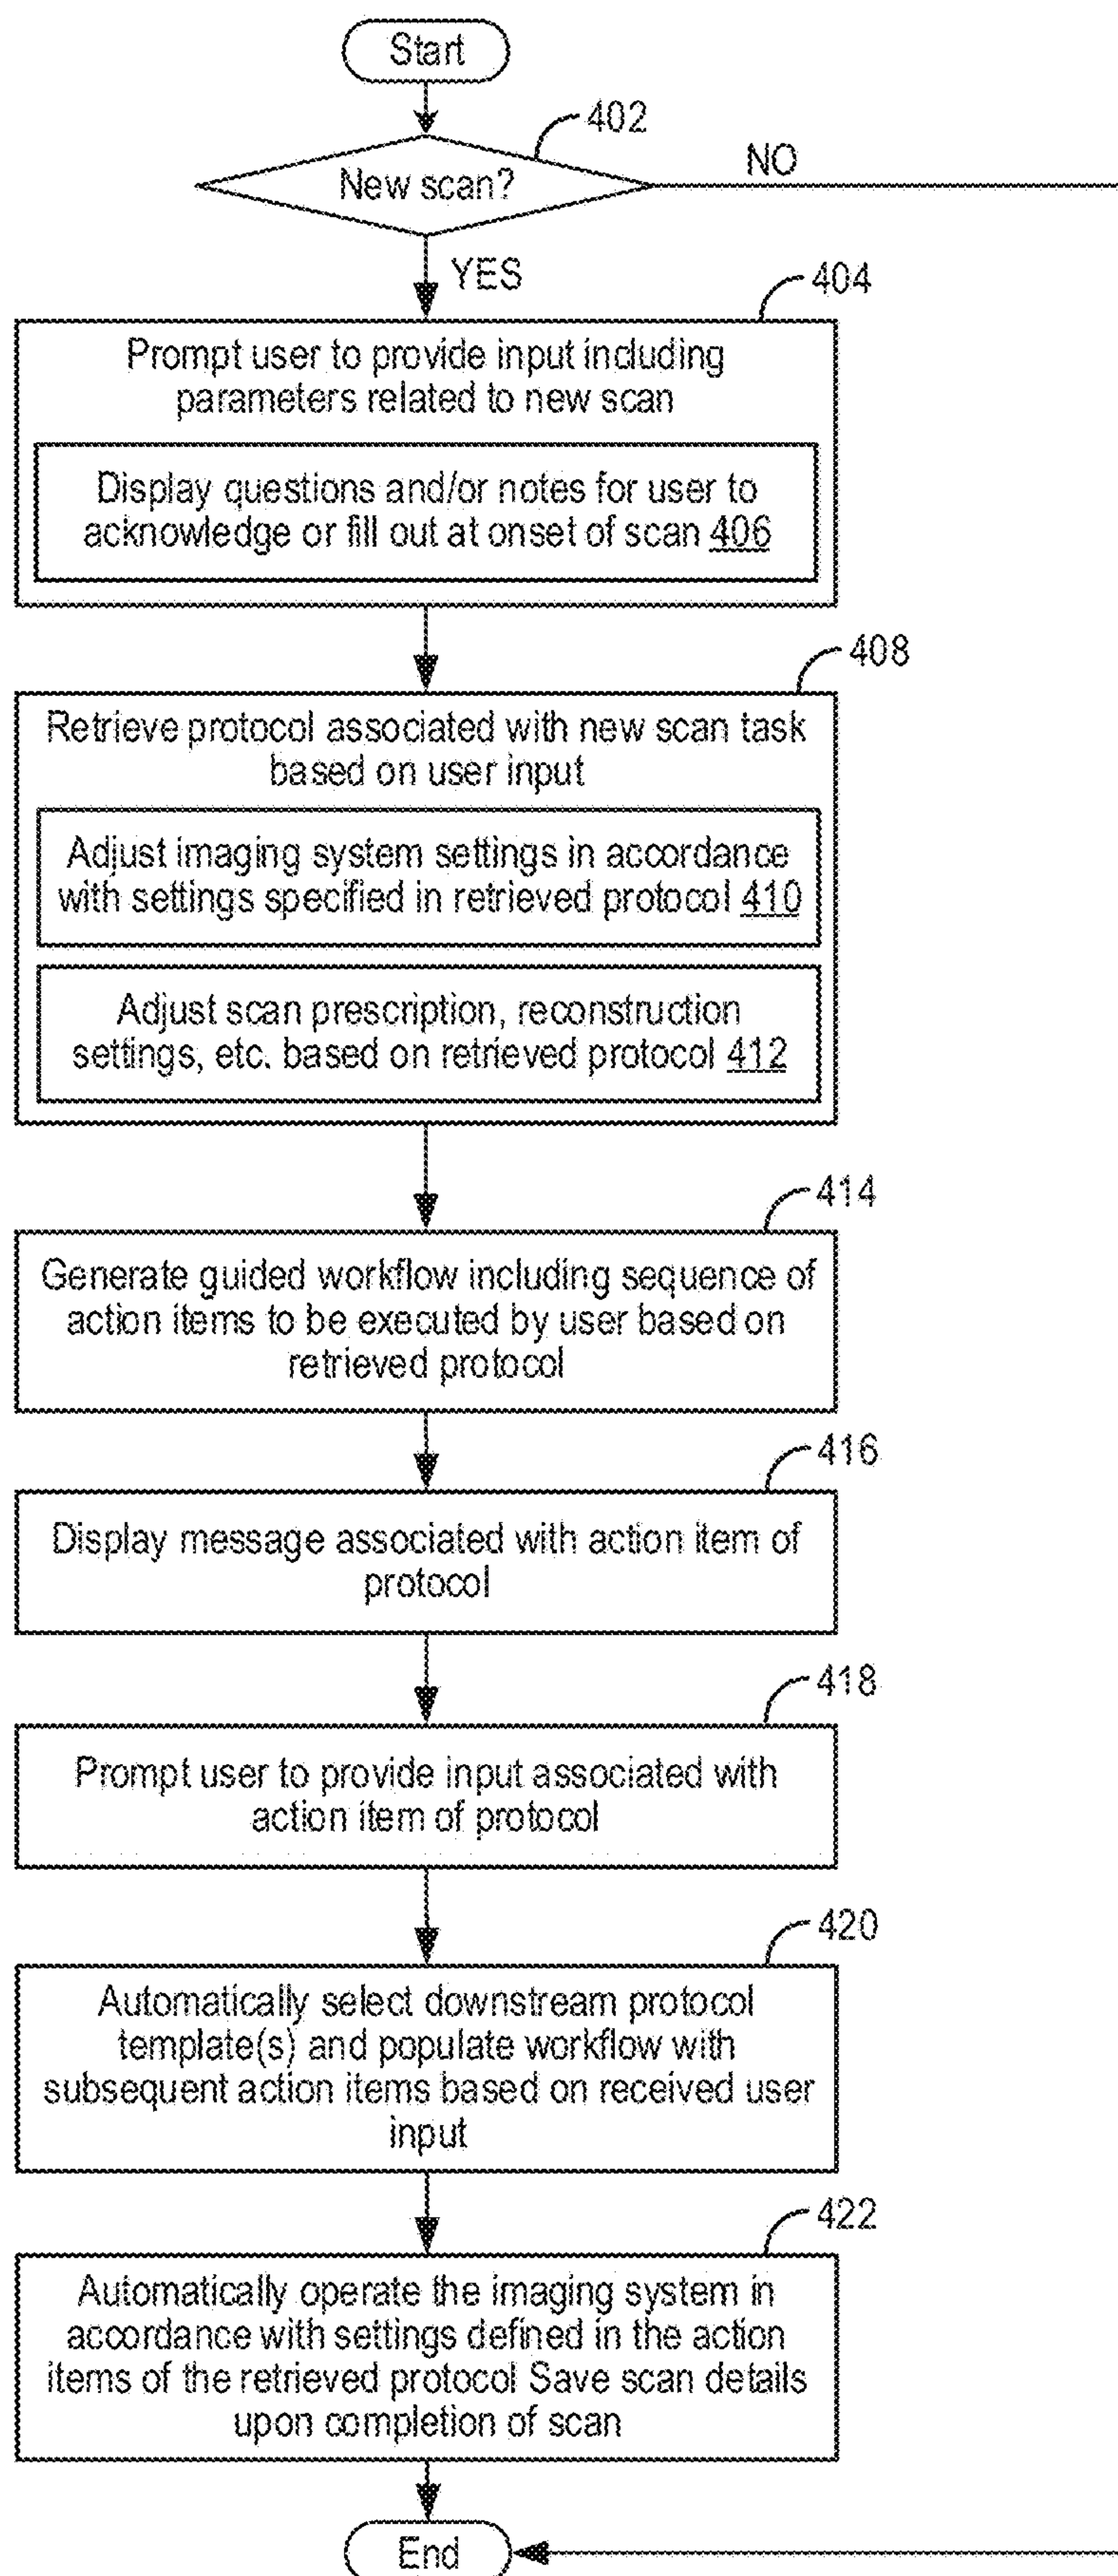 Start
402
New scan?
NO
YES
404
Prompt user to provide input including
parameters related to new scan
Display questions and/or notes for user to
acknowledge or fill out at onset of scan 406
408
Retrieve protocol associated with new scan task
based on user input
Adjust imaging system settings in accordance
with settings specified in retrieved protocol 410
Adjust scan prescription, reconstruction
settings, etc. based on retrieved protocol 412
414
Generate guided workflow including sequence of
action items to be executed by user based on
retrieved protocol
416
Display message associated with action item of
protocol
418
Prompt user to provide input associated with
action item of protocol
420
Automatically select downstream protocol
template(s) and populate workflow with
subsequent action items based on received user
input
422
Automatically operate the imaging system in
accordance with settings defined in the action
items of the retrieved protocol Save scan details
upon completion of scan
End